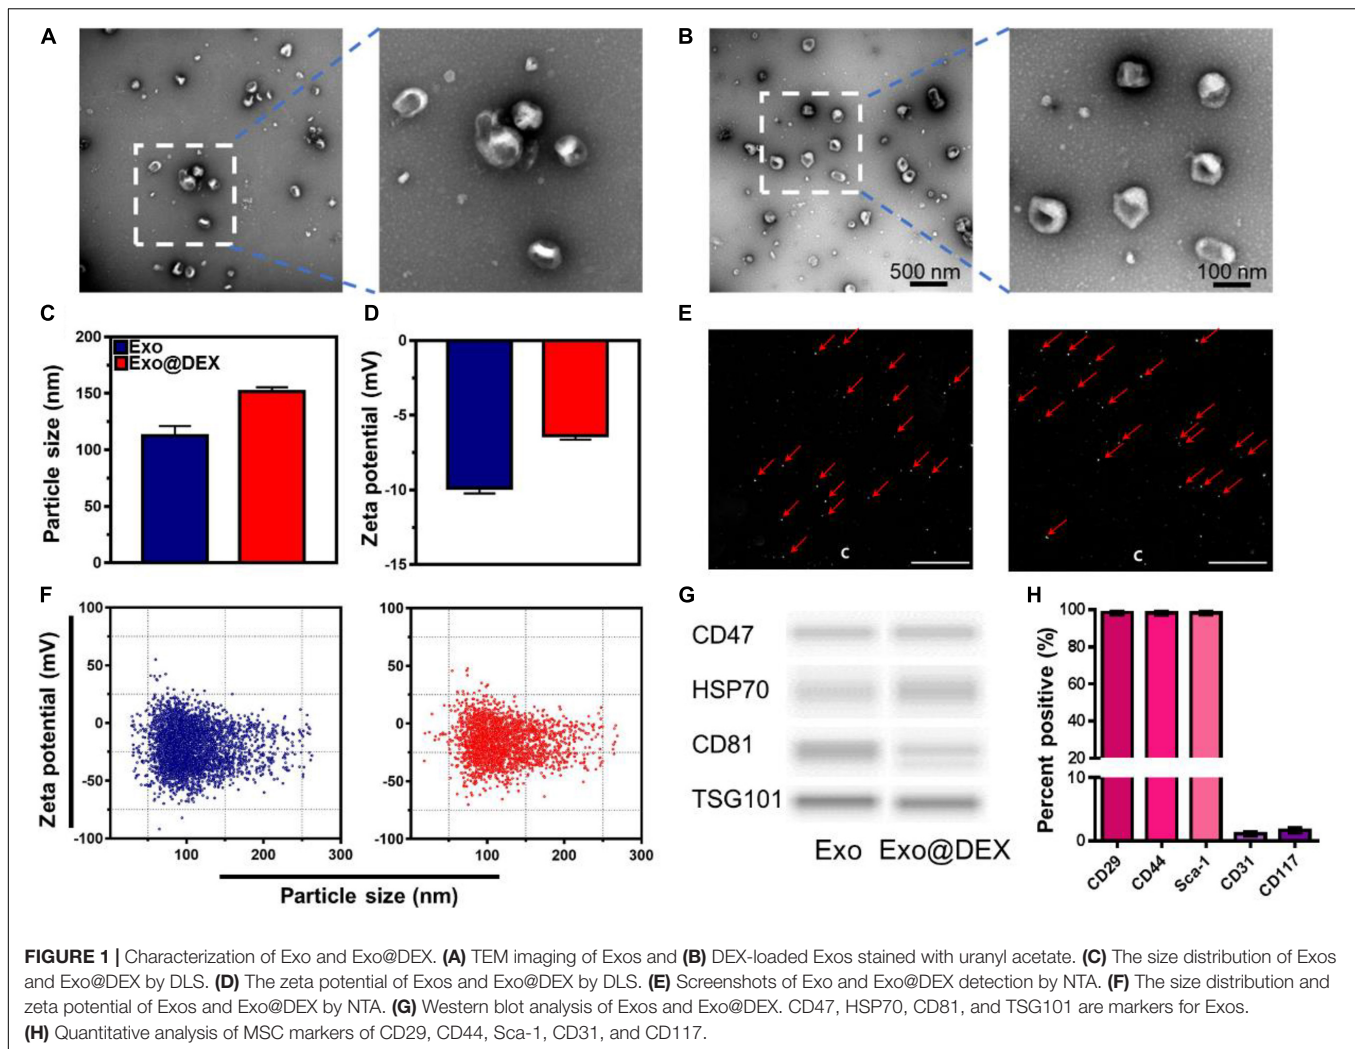 A
B
500 nm
100 nm
C
Particle size (nm)
200
150
100
50
0
Exo
Exo@DEX
D
Zeta potential (mV)
0
-5
-10
-15
E
C
C
F
Zeta potential (mV)
100
50
0
-50
-100
100
200
300
100
50
0
-50
-100
100
200
300
Particle size (nm)
G
CD47
HSP70
CD81
TSG101
Exo Exo@DEX
H
Percent positive (%)
100
80
60
40
20
10
0
CD29
CD44
Sca-1
CD31
CD117
FIGURE 1 | Characterization of Exo and Exo@DEX. (A) TEM imaging of Exos and (B) DEX-loaded Exos stained with uranyl acetate. (C) The size distribution of Exos
and Exo@DEX by DLS. (D) The zeta potential of Exos and Exo@DEX by DLS. (E) Screenshots of Exo and Exo@DEX detection by NTA. (F) The size distribution and
zeta potential of Exos and Exo@DEX by NTA. (G) Western blot analysis of Exos and Exo@DEX. CD47, HSP70, CD81, and TSG101 are markers for Exos.
(H) Quantitative analysis of MSC markers of CD29, CD44, Sca-1, CD31, and CD117.